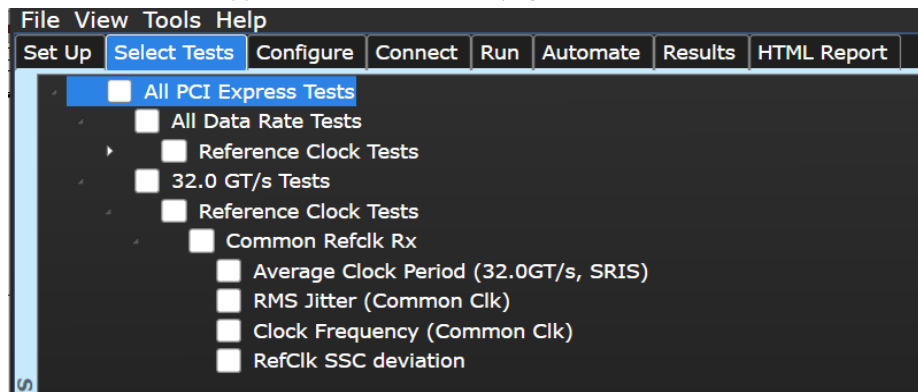 File View Tools Help
Set Up Select Tests Configure Connect Run Automate Results HTML Report
All PCI Express Tests
All Data Rate Tests
Reference Clock Tests
32.0 GT/s Tests
Reference Clock Tests
Common Refclk Rx
Average Clock Period (32.0GT/s, SRIS)
RMS Jitter (Common Clk)
Clock Frequency (Common Clk)
RefClk SSC deviation
s